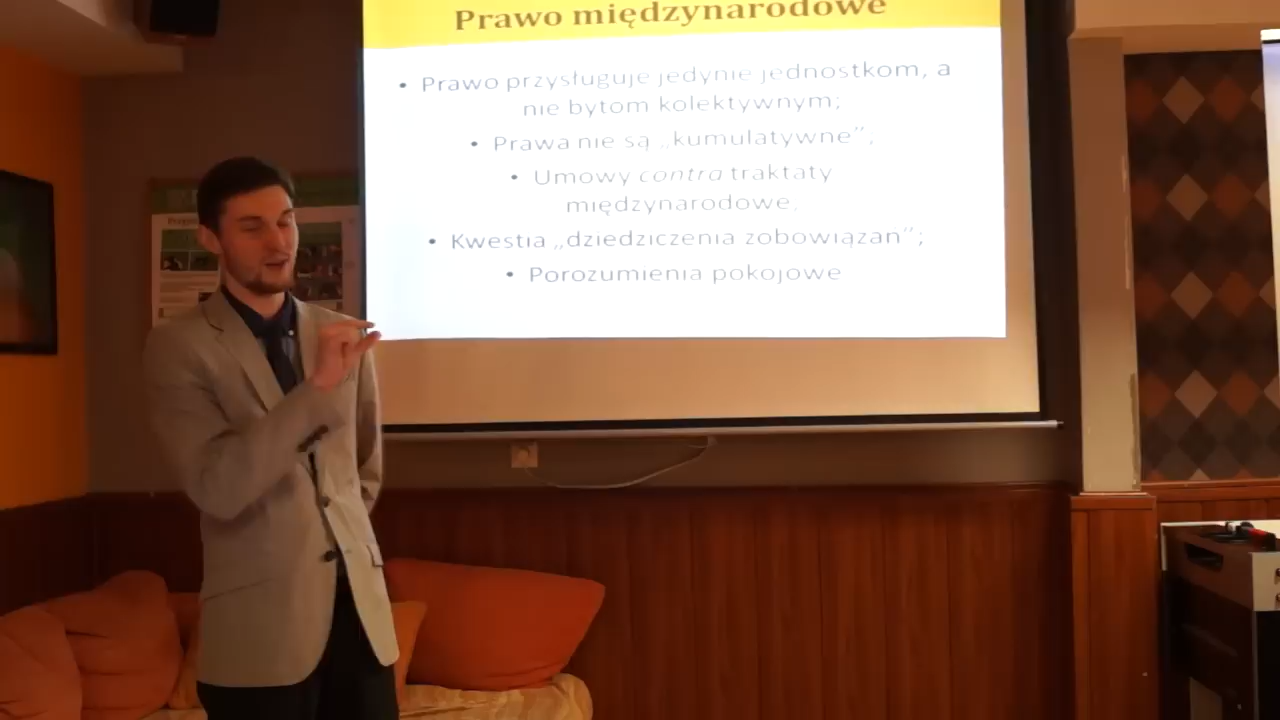 Prawo międzynarodowe
• Prawo przysługuje jedynie jednostkom, a
nie bytom kolektywnym;
• Prawa nie są „kumulatywne”,
• Umowy contra traktaty
międzynarodowe.
• Kwestia „dziedziczenia zobowiązań”;
• Porozumienia pokojowe